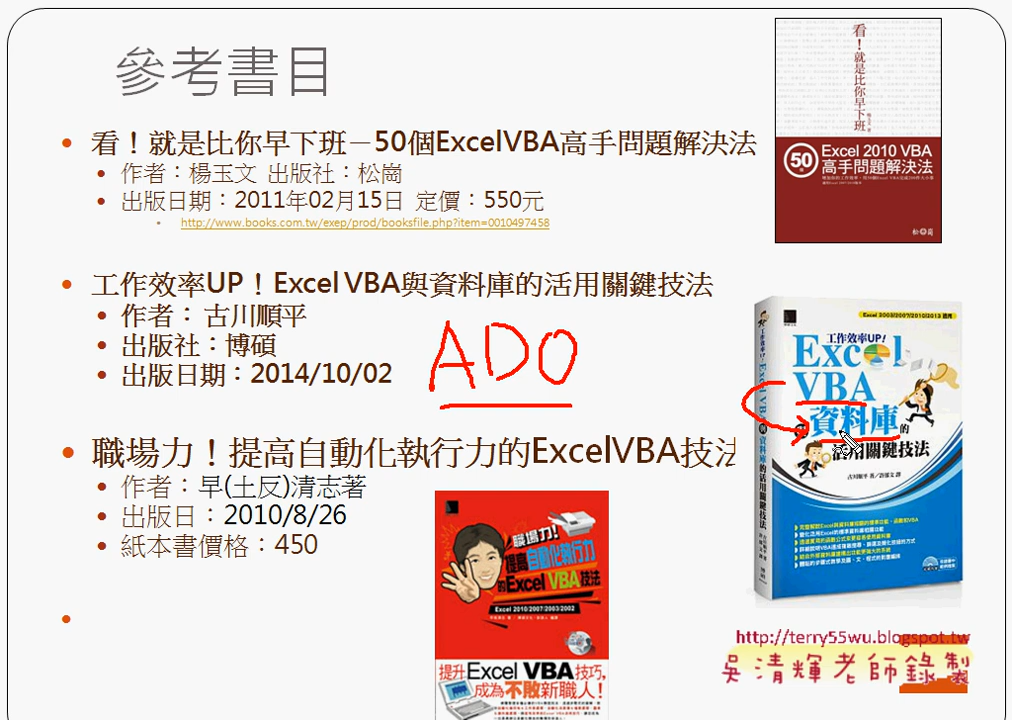 參考書目
• 看！就是比你早下班－50個ExcelVBA高手問題解決法
• 作者：楊玉文 出版社：松崗
• 出版日期：2011年02月15日 定價：550元
• http://www.books.com.tw/exep/prod/booksfile.php?item=0010497458
• 工作效率UP！Excel VBA與資料庫的活用關鍵技法
• 作者： 古川順平
• 出版社：博碩
• 出版日期：2014/10/02
ADO
• 職場力！提高自動化執行力的ExcelVBA技法
• 作者：早(土反)清志著
• 出版日：2010/8/26
• 紙本書價格：450
看！就是比你早下班
50
Excel 2010 VBA
高手問題解決法
松崗
Excel 2003/2007/2010/2013 適用
工作效率UP!
Excel
VBA
與資料庫的
活用關鍵技法
職場力!
提高自動化執行力
的Excel VBA技法
Excel 2010/2007/2003/2002
提升Excel VBA技巧,
成為不敗新職人!
http://terry55wu.blogspot.tw
吳清輝老師錄製